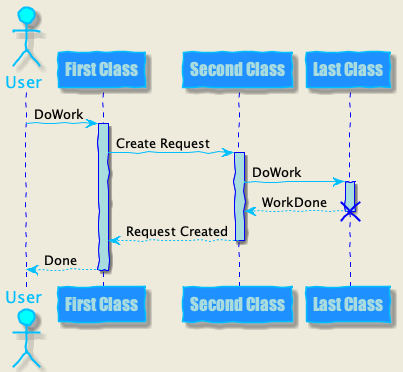 User
First Class
Second Class
Last Class
DoWork
Create Request
DoWork
WorkDone
Request Created
Done
User
First Class
Second Class
Last Class